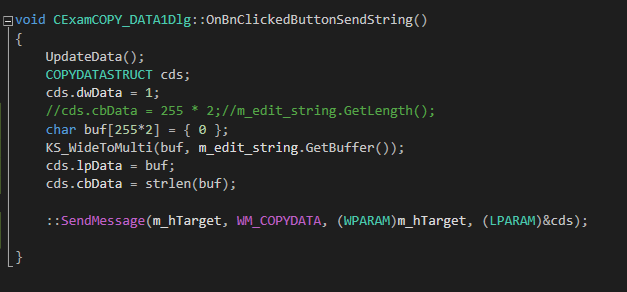 void CExamCOPY_DATA1Dlg::OnBnClickedButtonSendString()
{
UpdateData();
COPYDATASTRUCT cds;
cds.dwData = 1;
//cds.cbData = 255 * 2;//m_edit_string.GetLength();
char buf[255*2] = { 0 };
KS_WideToMulti(buf, m_edit_string.GetBuffer());
cds.lpData = buf;
cds.cbData = strlen(buf);
::SendMessage(m_hTarget, WM_COPYDATA, (WPARAM)m_hTarget, (LPARAM)&cds);
}